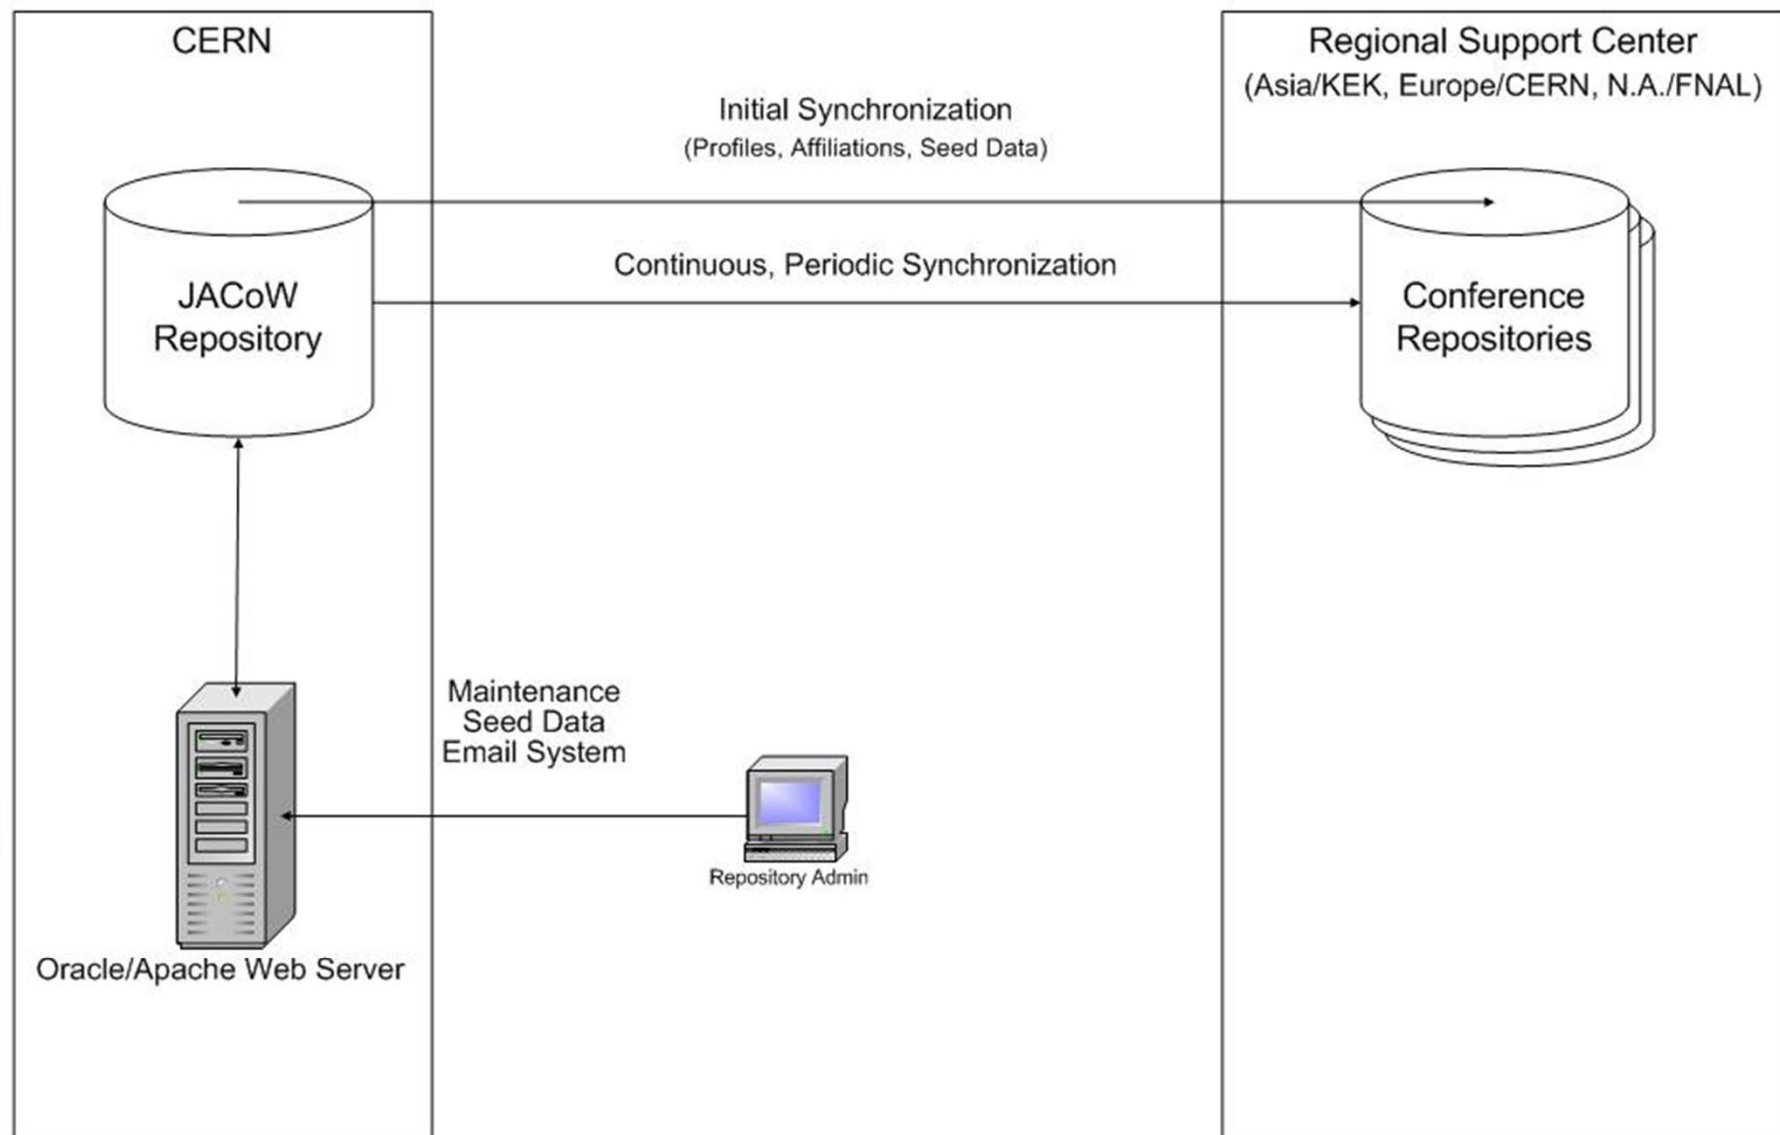 CERN
Regional Support Center
(Asia/KEK, Europe/CERN, N.A./FNAL)
Initial Synchronization
(Profiles, Affiliations, Seed Data)
Continuous, Periodic Synchronization
JACoW
Repository
Conference
Repositories
Maintenance
Seed Data
Email System
Repository Admin
Oracle/Apache Web Server